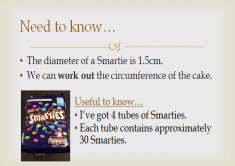 Need to know…
• The diameter of a Smartie is 1.5cm.
• We can work out the circumference of the cake.
SMARTIES
Useful to know…
• I've got 4 tubes of Smarties.
• Each tube contains approximately
30 Smarties.